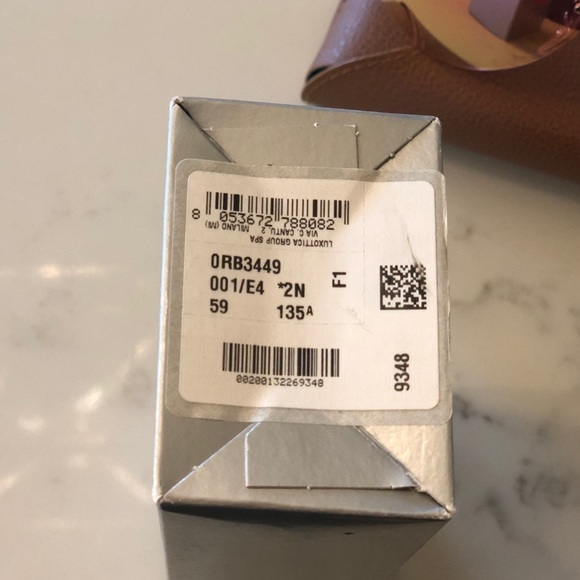 8 053672 788082
LUXOTTICA GROUP SPA
VIA C. CANTU, 2 MILANO (MI)
0RB3449
001/E4 *2N
F1
59 135A
00200132269348
9348